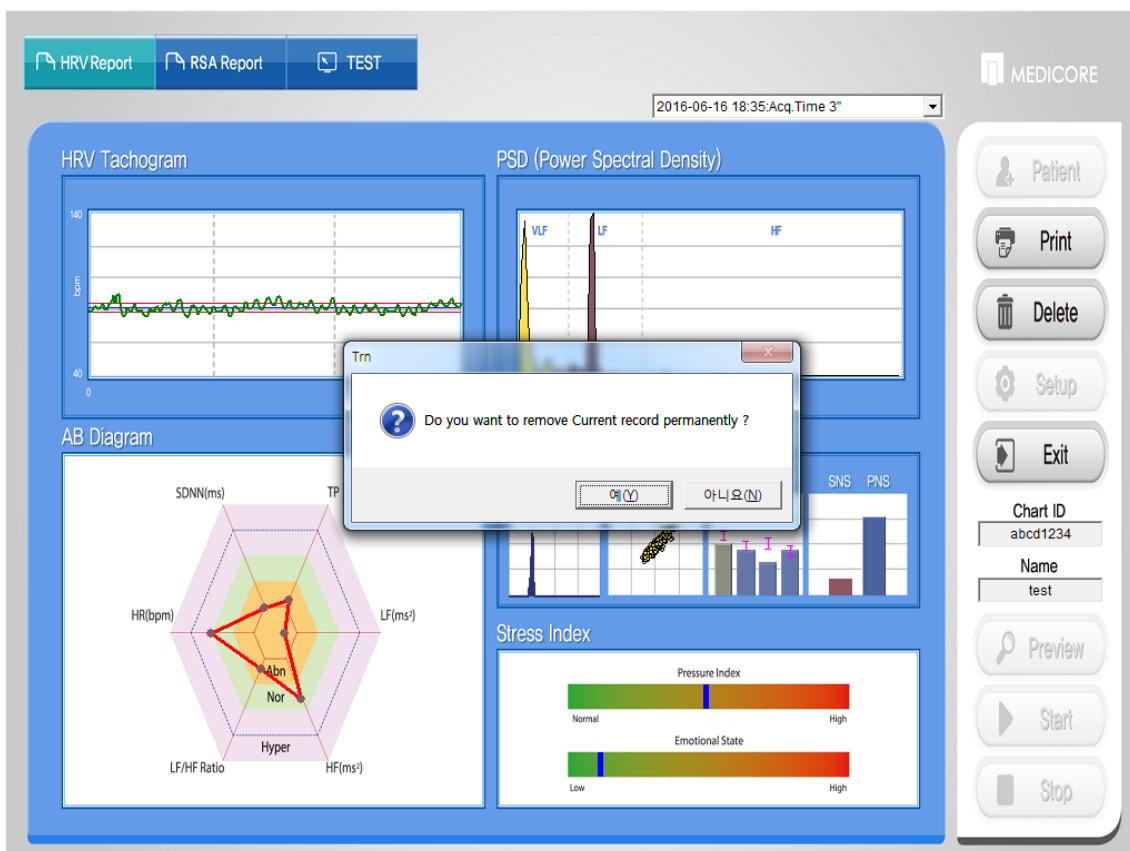 HRV Report
RSA Report
TEST
MEDICORE
2016-06-16 18:35:Acq.Time 3"
HRV Tachogram
140
bpm
40
0
PSD (Power Spectral Density)
VLF
LF
HF
Trn
Do you want to remove Current record permanently ?
예(Y)
아니요(N)
AB Diagram
SDNN(ms)
TP
HR(bpm)
LF(ms²)
Abn
Nor
Hyper
LF/HF Ratio
HF(ms²)
SNS PNS
Stress Index
Pressure Index
Normal
High
Emotional State
Low
High
Patient
Print
Delete
Setup
Exit
Chart ID
abcd1234
Name
test
Preview
Start
Stop